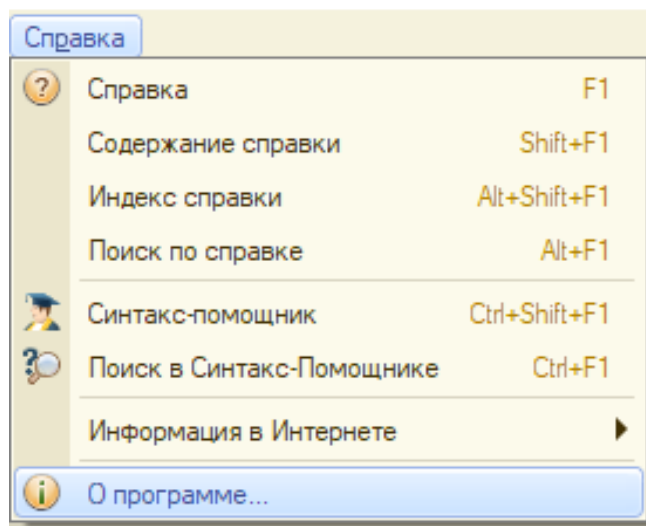 Справка
Справка F1
Содержание справки Shift+F1
Индекс справки Alt+Shift+F1
Поиск по справке Alt+F1
Синтакс-помощник Ctrl+Shift+F1
Поиск в Синтакс-Помощнике Ctrl+F1
Информация в Интернете
О программе...